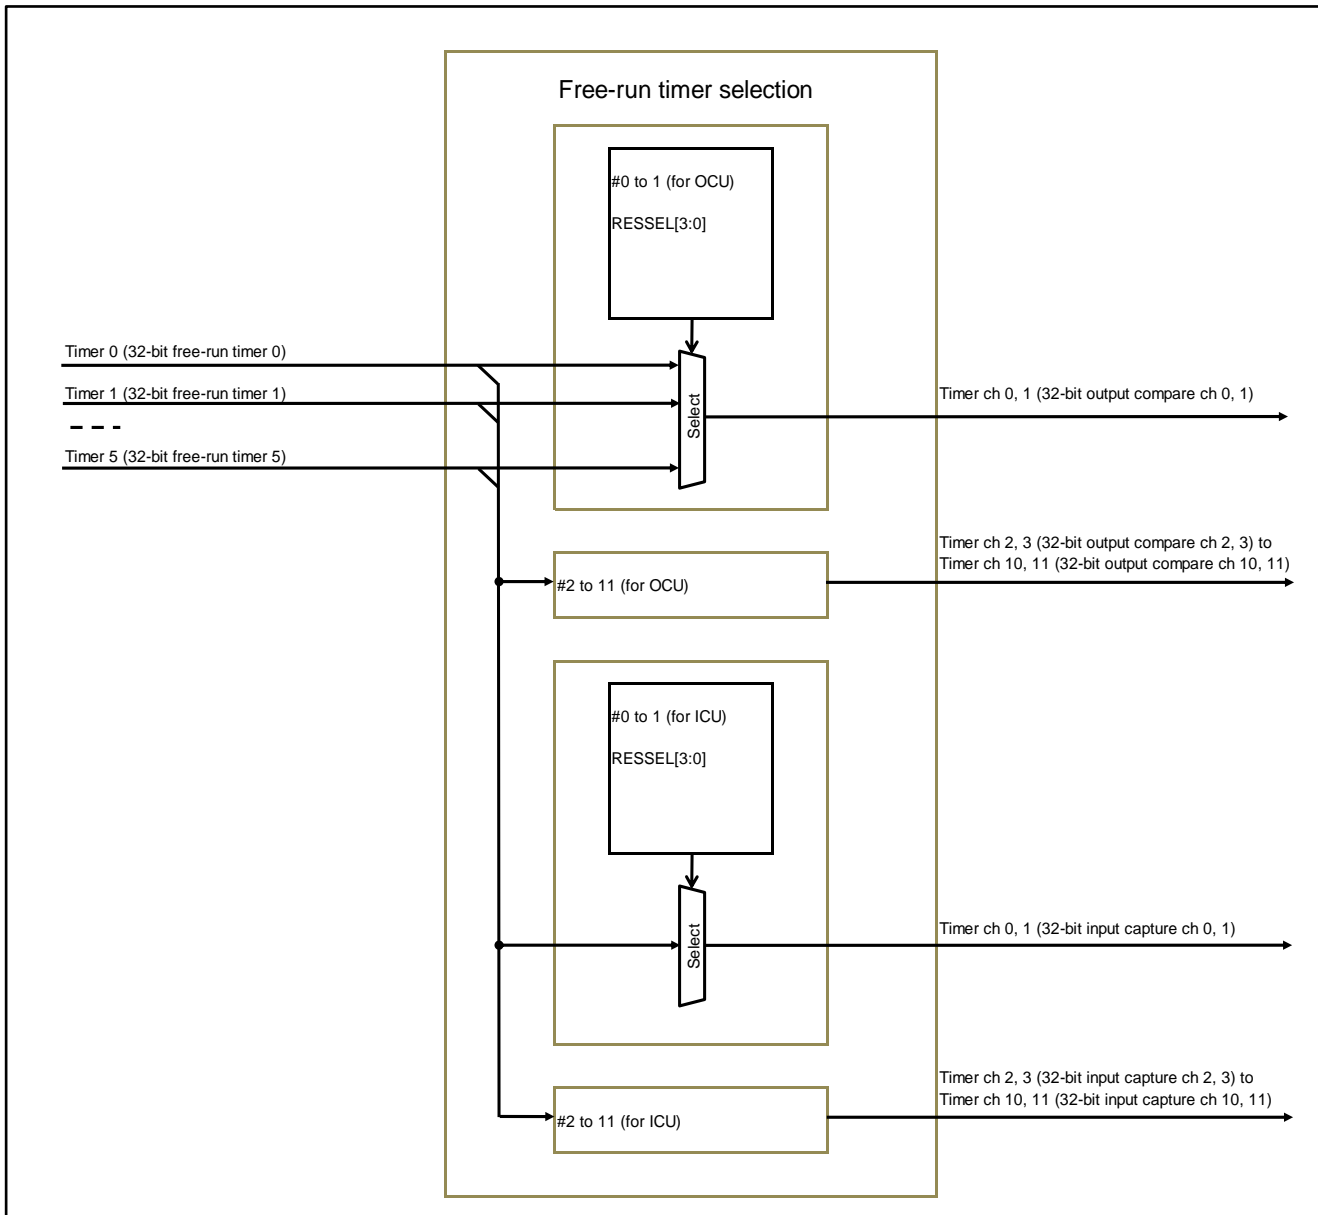 Free-run timer selection
#0 to 1 (for OCU)
RESSEL[3:0]
Timer 0 (32-bit free-run timer 0)
Timer 1 (32-bit free-run timer 1)
Timer 5 (32-bit free-run timer 5)
Select
Timer ch 0, 1 (32-bit output compare ch 0, 1)
#2 to 11 (for OCU)
Timer ch 2, 3 (32-bit output compare ch 2, 3) to
Timer ch 10, 11 (32-bit output compare ch 10, 11)
#0 to 1 (for ICU)
RESSEL[3:0]
Select
Timer ch 0, 1 (32-bit input capture ch 0, 1)
#2 to 11 (for ICU)
Timer ch 2, 3 (32-bit input capture ch 2, 3) to
Timer ch 10, 11 (32-bit input capture ch 10, 11)